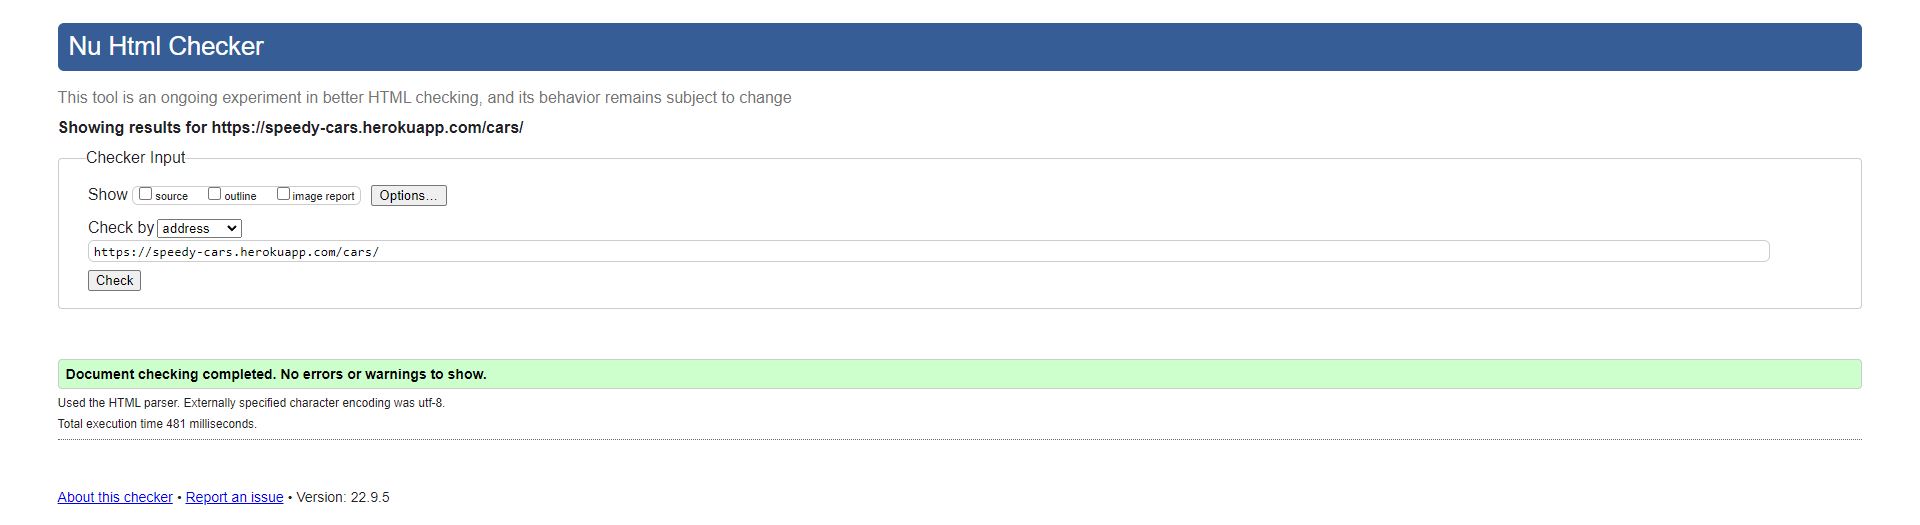 Nu Html Checker
This tool is an ongoing experiment in better HTML checking, and its behavior remains subject to change
Showing results for https://speedy-cars.herokuapp.com/cars/
Checker Input
Show source outline image report Options...
Check by address
https://speedy-cars.herokuapp.com/cars/
Check
Document checking completed. No errors or warnings to show.
Used the HTML parser. Externally specified character encoding was utf-8.
Total execution time 481 milliseconds.
About this checker • Report an issue • Version: 22.9.5